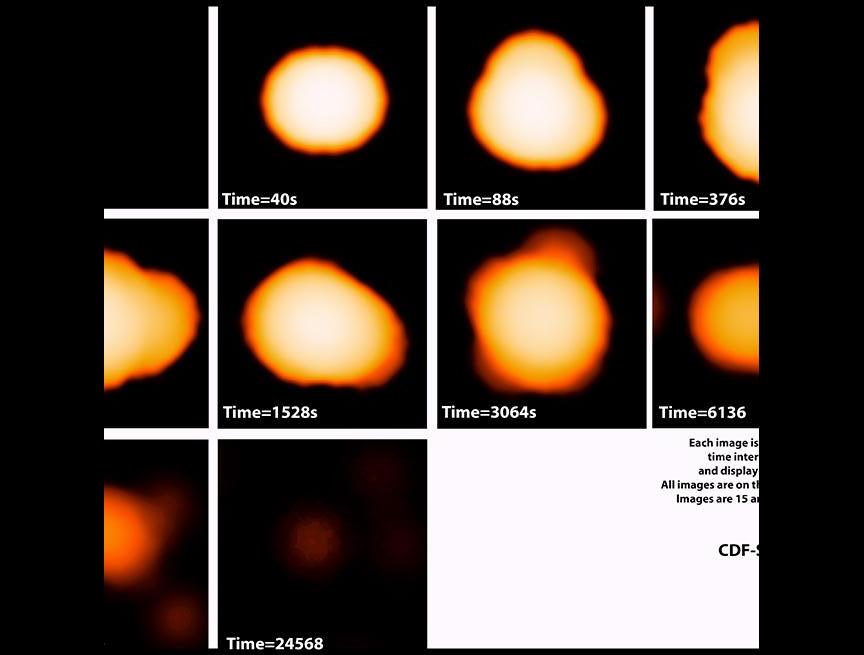 Time=40s
Time=88s
Time=376s
Time=1528s
Time=3064s
Time=6136
Each image is
time inter
and display
All images are on th
Images are 15 a
CDF-S
Time=24568